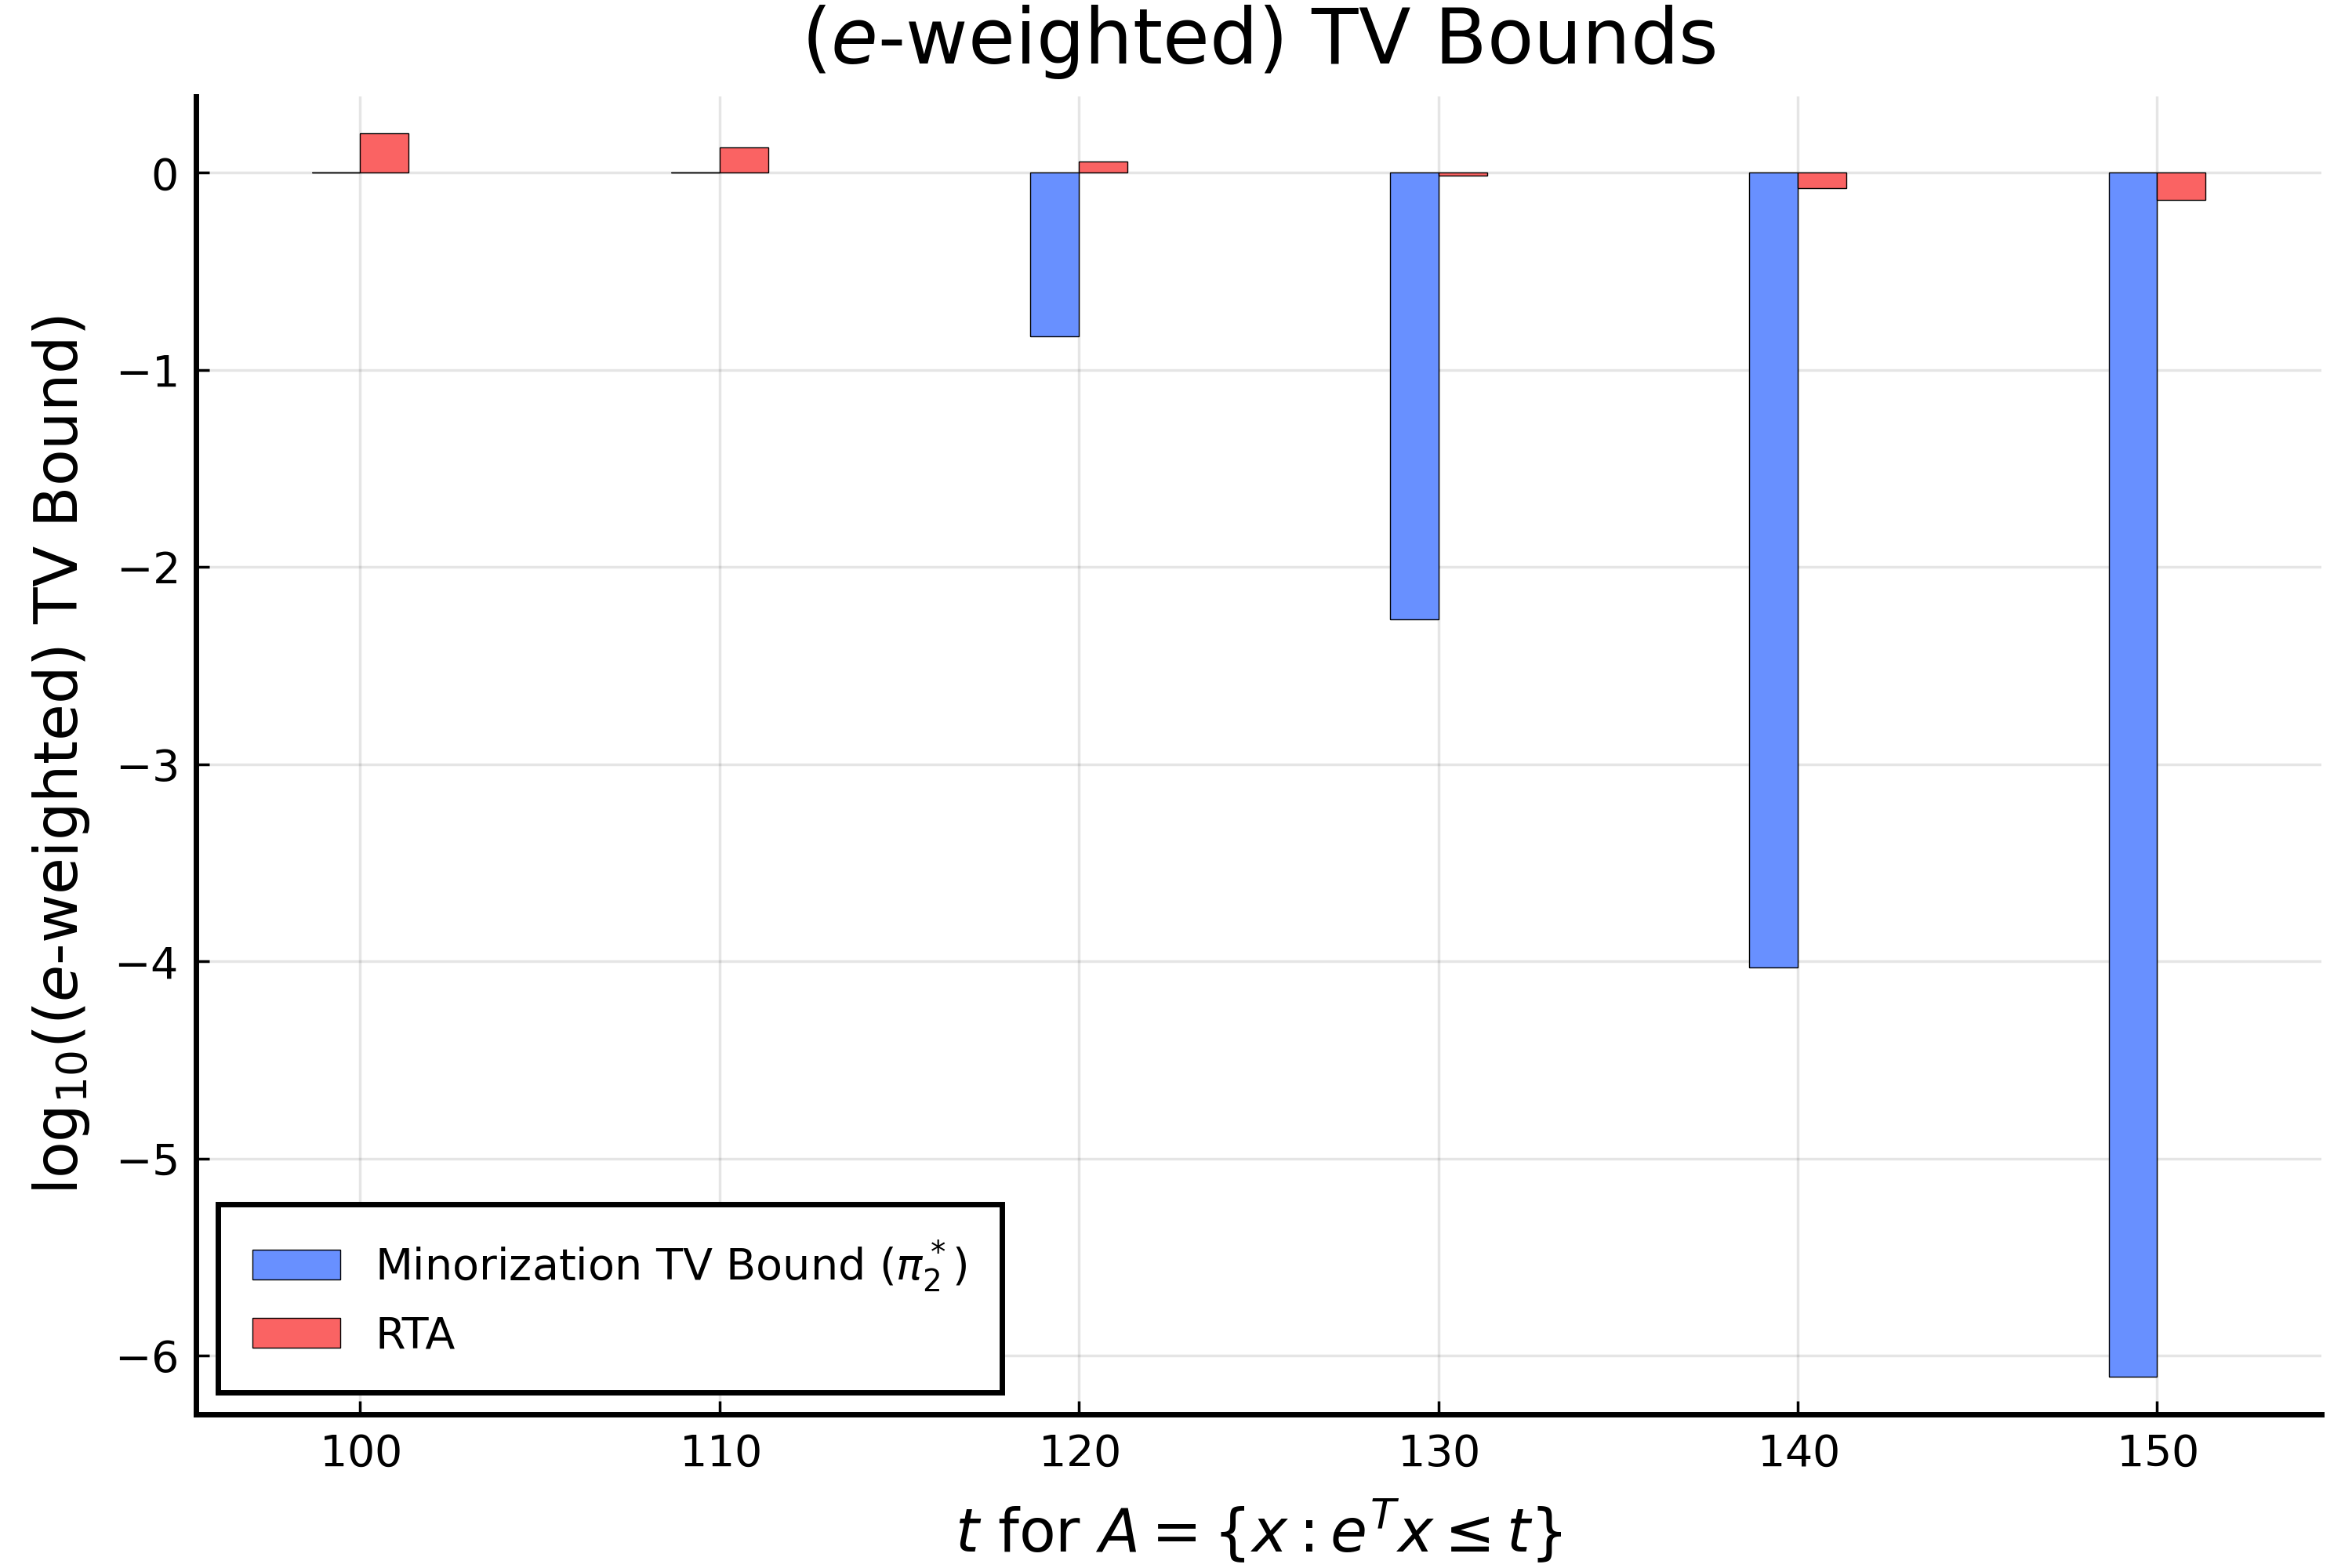 (e-weighted) TV Bounds
log₁₀((e-weighted) TV Bound)
0
−1
−2
−3
−4
−5
−6
Minorization TV Bound (π₂*)
RTA
100 110 120 130 140 150
t for A = {x : eᵀx ≤ t}